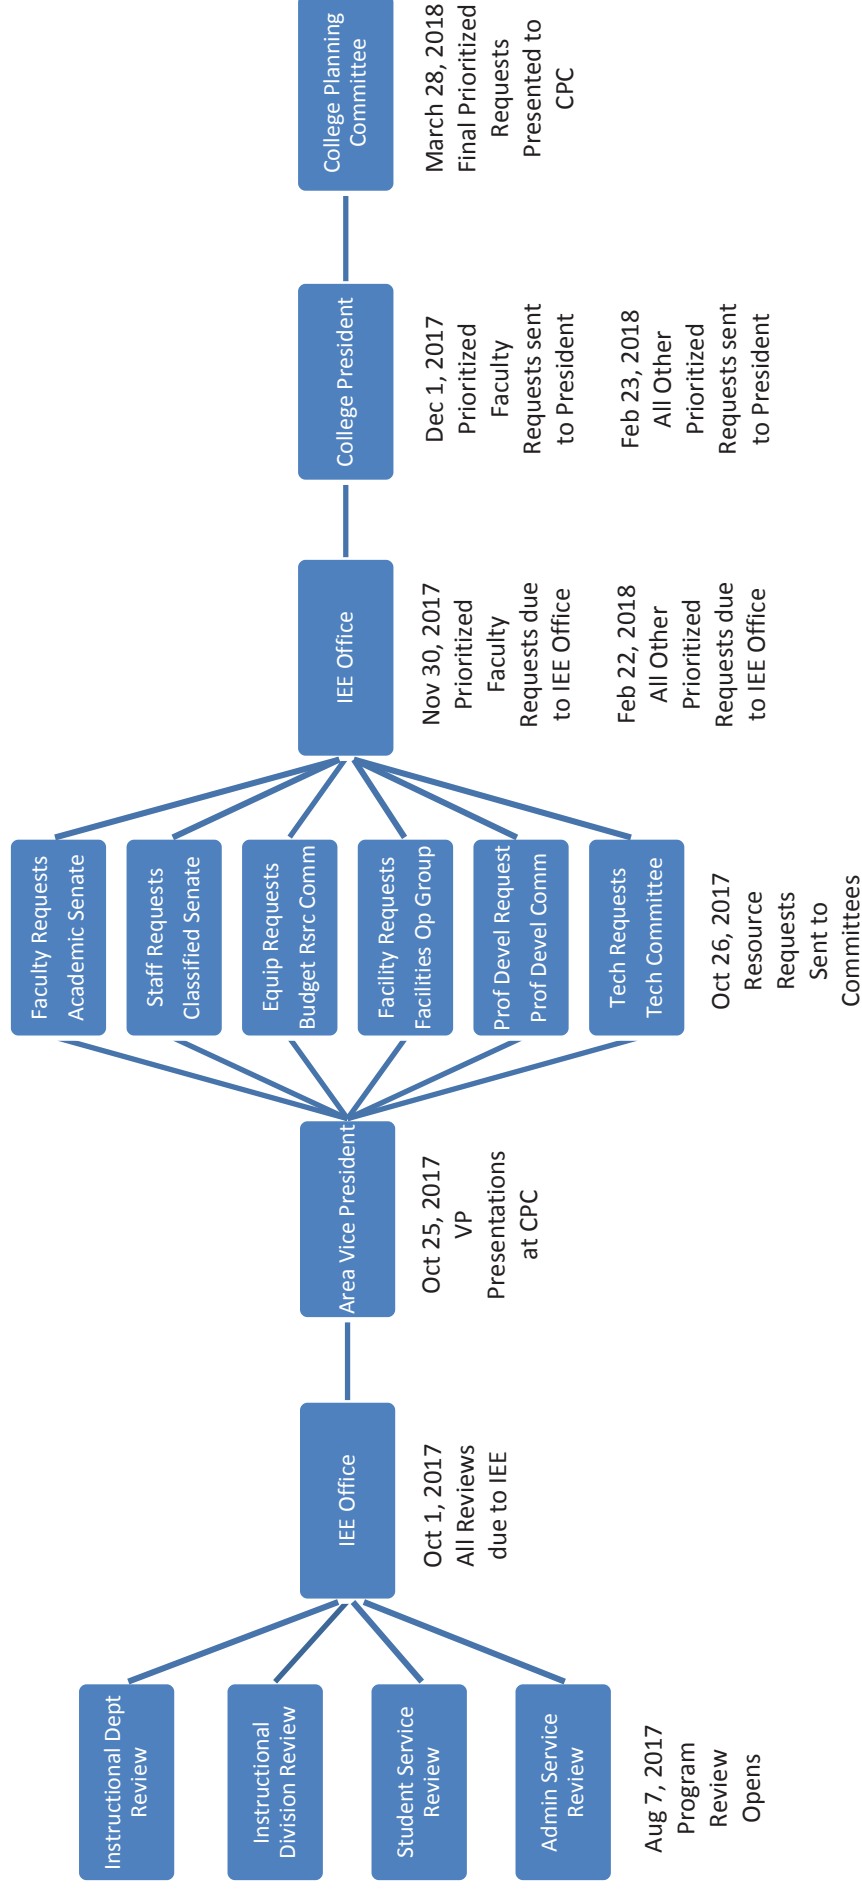 Instructional Dept
Review
Instructional
Division Review
Student Service
Review
Admin Service
Review
Aug 7, 2017
Program
Review
Opens
IEE Office
Oct 1, 2017
All Reviews
due to IEE
Area Vice President
Oct 25, 2017
VP
Presentations
at CPC
Faculty Requests
Academic Senate
Staff Requests
Classified Senate
Equip Requests
Budget Rsrc Comm
Facility Requests
Facilities Op Group
Prof Devel Request
Prof Devel Comm
Tech Requests
Tech Committee
Oct 26, 2017
Resource
Requests
Sent to
Committees
IEE Office
Nov 30, 2017
Prioritized
Faculty
Requests due
to IEE Office
Feb 22, 2018
All Other
Prioritized
Requests due
to IEE Office
College President
Dec 1, 2017
Prioritized
Faculty
Requests sent
to President
Feb 23, 2018
All Other
Prioritized
Requests sent
to President
College Planning
Committee
March 28, 2018
Final Prioritized
Requests
Presented to
CPC